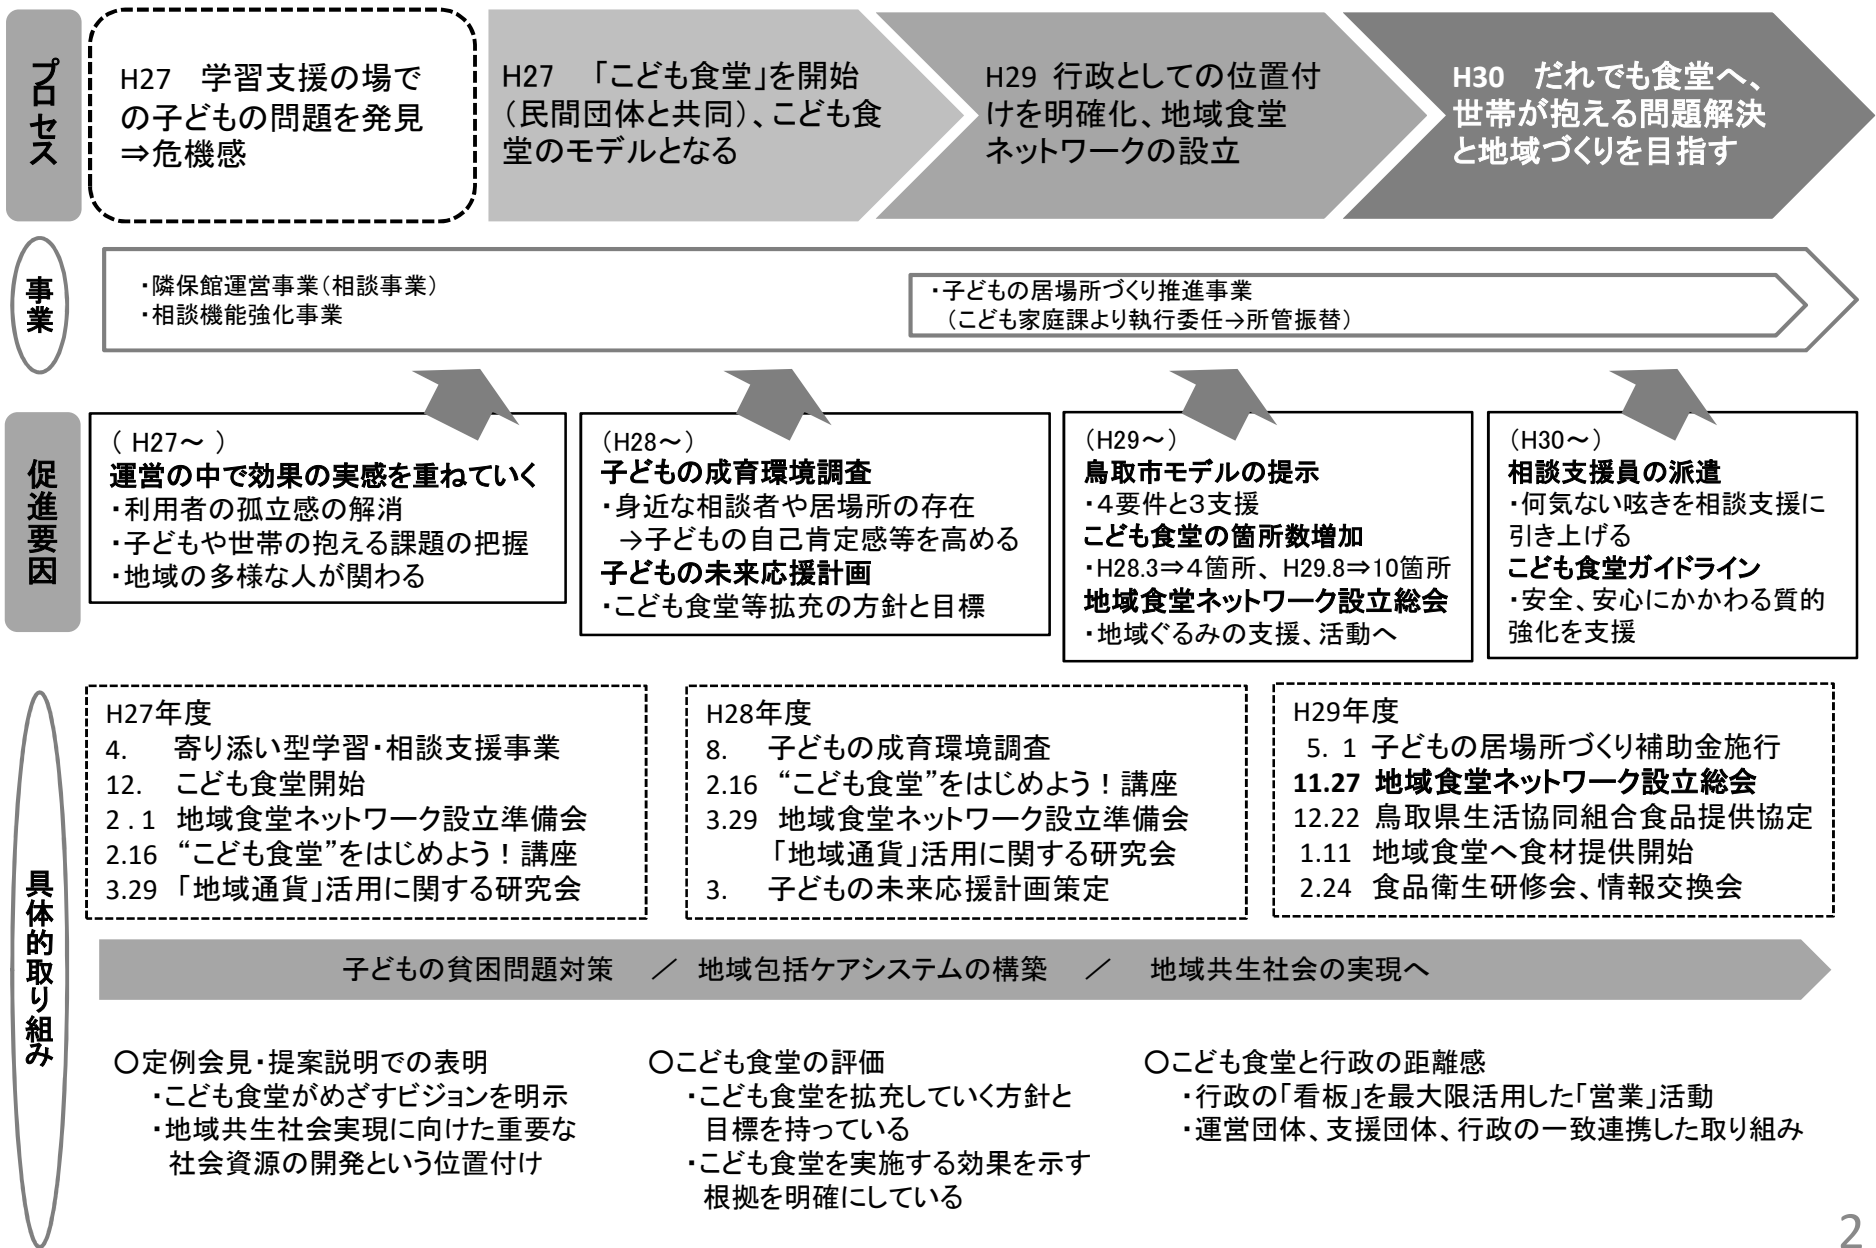 プロセス
H27　学習支援の場で
の子どもの問題を発見
⇒危機感
H27　「こども食堂」を開始
（民間団体と共同）、こども食
堂のモデルとなる
H29 行政としての位置付
けを明確化、地域食堂
ネットワークの設立
H30　だれでも食堂へ、
世帯が抱える問題解決
と地域づくりを目指す
事業
・隣保館運営事業（相談事業）
・相談機能強化事業
・子どもの居場所づくり推進事業
（こども家庭課より執行委任→所管振替）
促進要因
（ H27～ ）
運営の中で効果の実感を重ねていく
・利用者の孤立感の解消
・子どもや世帯の抱える課題の把握
・地域の多様な人が関わる
（H28～）
子どもの成育環境調査
・身近な相談者や居場所の存在
→子どもの自己肯定感等を高める
子どもの未来応援計画
・こども食堂等拡充の方針と目標
（H29～）
鳥取市モデルの提示
・４要件と３支援
こども食堂の箇所数増加
・H28.3⇒４箇所、H29.8⇒10箇所
地域食堂ネットワーク設立総会
・地域ぐるみの支援、活動へ
（H30～）
相談支援員の派遣
・何気ない呟きを相談支援に
引き上げる
こども食堂ガイドライン
・安全、安心にかかわる質的
強化を支援
具体的取り組み
H27年度
4.　寄り添い型学習・相談支援事業
12.　こども食堂開始
2 . 1　地域食堂ネットワーク設立準備会
2.16　“こども食堂”をはじめよう！講座
3.29　「地域通貨」活用に関する研究会
H28年度
8.　子どもの成育環境調査
2.16　“こども食堂”をはじめよう！講座
3.29　地域食堂ネットワーク設立準備会
「地域通貨」活用に関する研究会
3.　子どもの未来応援計画策定
H29年度
5. 1 子どもの居場所づくり補助金施行
11.27 地域食堂ネットワーク設立総会
12.22 鳥取県生活協同組合食品提供協定
1.11 地域食堂へ食材提供開始
2.24 食品衛生研修会、情報交換会
子どもの貧困問題対策　／　地域包括ケアシステムの構築　／　地域共生社会の実現へ
〇定例会見・提案説明での表明
・こども食堂がめざすビジョンを明示
・地域共生社会実現に向けた重要な
社会資源の開発という位置付け
〇こども食堂の評価
・こども食堂を拡充していく方針と
目標を持っている
・こども食堂を実施する効果を示す
根拠を明確にしている
〇こども食堂と行政の距離感
・行政の「看板」を最大限活用した「営業」活動
・運営団体、支援団体、行政の一致連携した取り組み
2